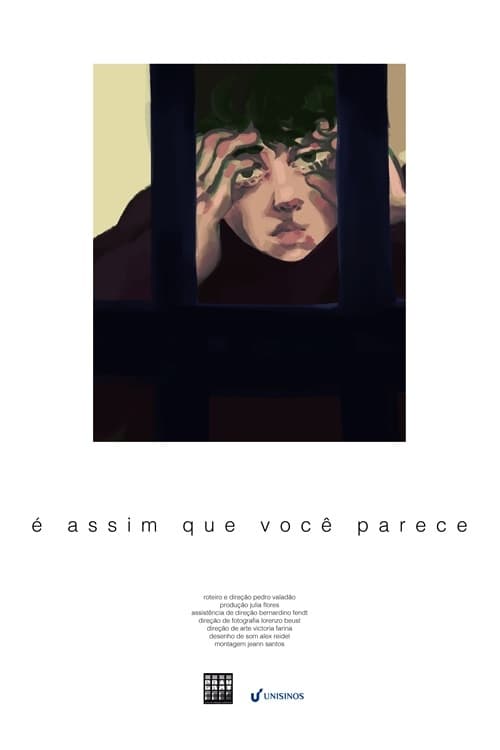 é assim que você parece
roteiro e direção pedro valadão
produção julia flores
assistência de direção bernardino fendt
direção de fotografia lorenzo beust
direção de arte victoria farina
desenho de som alex reidel
montagem jeann santos
UNISINOS